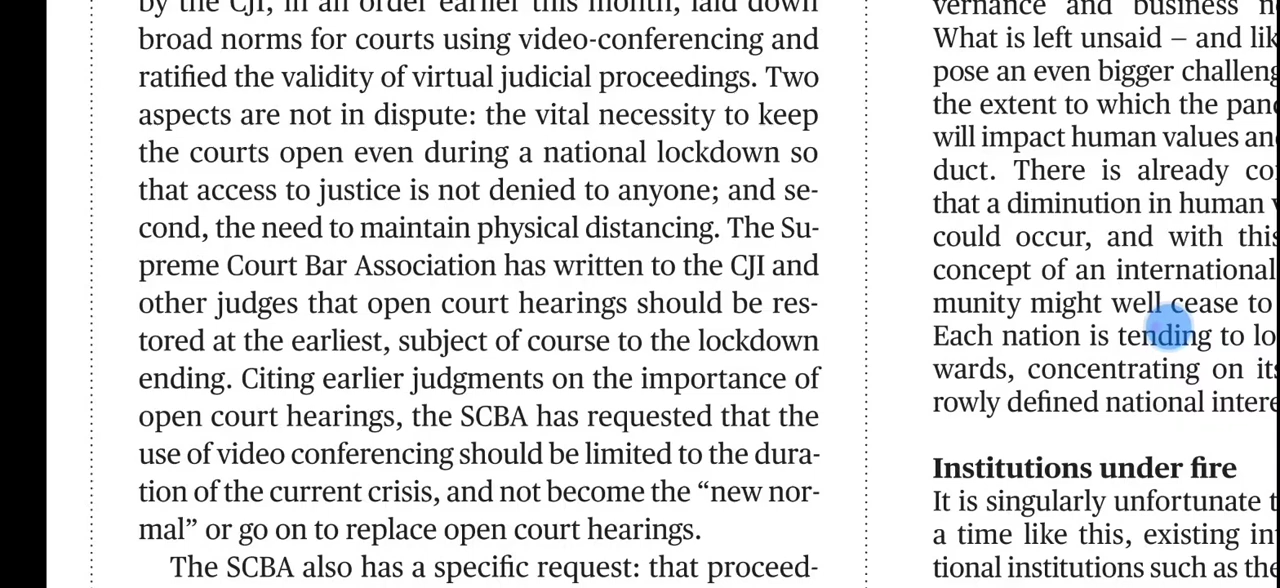 by the CJI, in an order earlier this month, laid down
broad norms for courts using video-conferencing and
ratified the validity of virtual judicial proceedings. Two
aspects are not in dispute: the vital necessity to keep
the courts open even during a national lockdown so
that access to justice is not denied to anyone; and se-
cond, the need to maintain physical distancing. The Su-
preme Court Bar Association has written to the CJI and
other judges that open court hearings should be res-
tored at the earliest, subject of course to the lockdown
ending. Citing earlier judgments on the importance of
open court hearings, the SCBA has requested that the
use of video conferencing should be limited to the dura-
tion of the current crisis, and not become the “new nor-
mal” or go on to replace open court hearings.
The SCBA also has a specific request: that proceed-
vernance and business
What is left unsaid – and
pose an even bigger
the extent to which the
will impact human values
duct. There is already
that a diminution in human
could occur, and with
concept of an international
munity might well cease to
Each nation is tending to
wards, concentrating on
rowly defined national
Institutions under fire
It is singularly unfortunate
a time like this, existing
tional institutions such as the